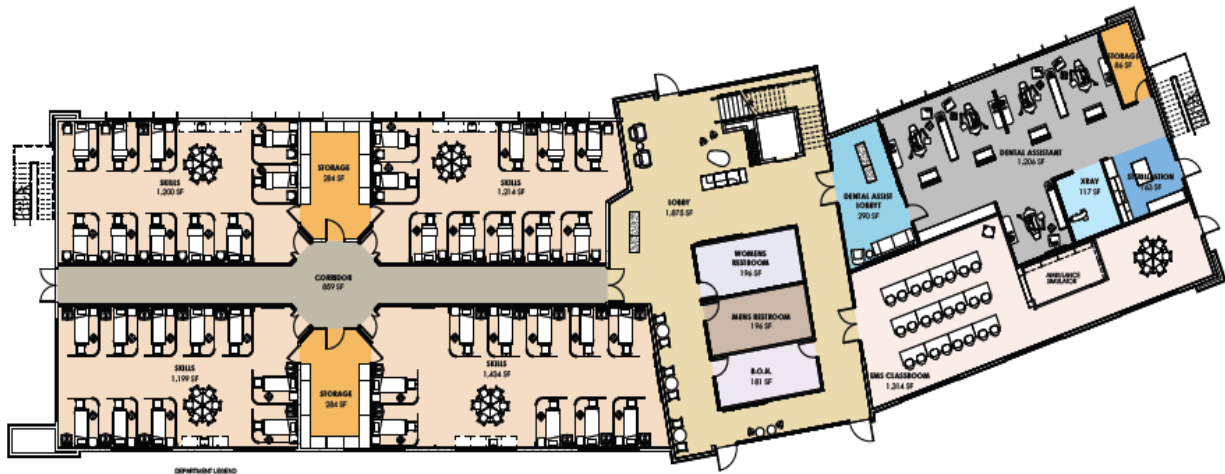 STORAGE
86 SF
DENTAL ASSISTANT
1,206 SF
STORAGE
284 SF
SKILLS
1,200 SF
SKILLS
1,214 SF
XRAY
117 SF
STERILIZATION
163 SF
DENTAL ASSIST
LOBBY1
290 SF
LOBBY
1,875 SF
WOMENS
RESTROOM
196 SF
CORRIDOR
859 SF
AMBULANCE
SIMULATOR
MENS RESTROOM
196 SF
SKILLS
1,199 SF
SKILLS
1,434 SF
B.O.H.
181 SF
EMS CLASSROOM
1,314 SF
STORAGE
284 SF
DEPARTMENT LEGEND